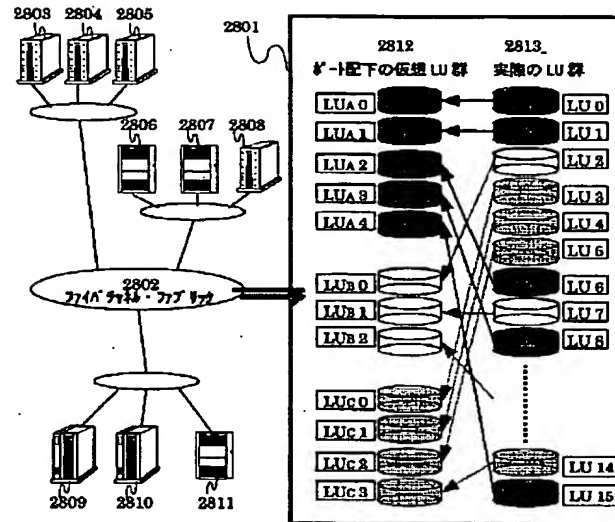 2803 2804 2805
2801
2806 2807 2808
2802
ファイバチャネル・ファブリック
2809 2810 2811
2812
ポート配下の仮想 LU 群
2813
実際の LU 群
LUA 0
LUA 1
LUA 2
LUA 3
LUA 4
LUB 0
LUB 1
LUB 2
LUC 0
LUC 1
LUC 2
LUC 3
LU 0
LU 1
LU 2
LU 3
LU 4
LU 5
LU 6
LU 7
LU 8
LU 14
LU 15